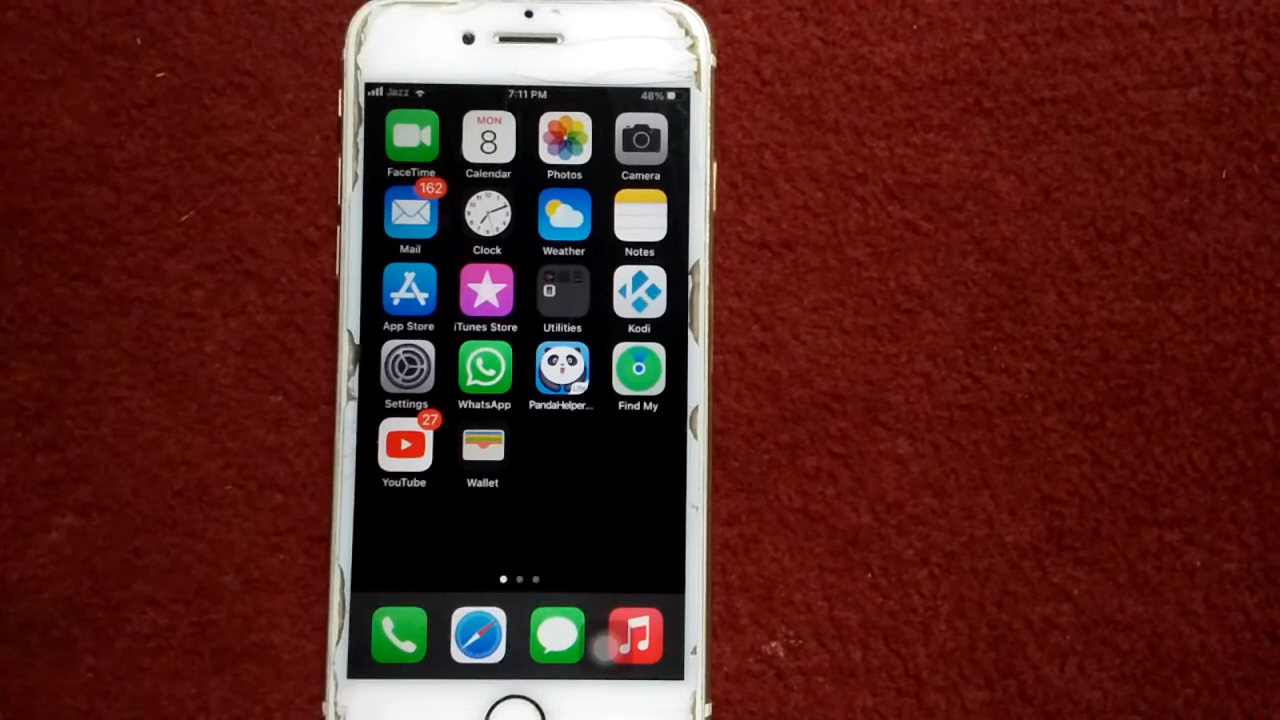 Jazz 7:11 PM 48%
MON
8
FaceTime Calendar Photos Camera
162
Mail Clock Weather Notes
App Store iTunes Store Utilities Kodi
Lite
Settings WhatsApp PandaHelper... Find My
27
YouTube Wallet